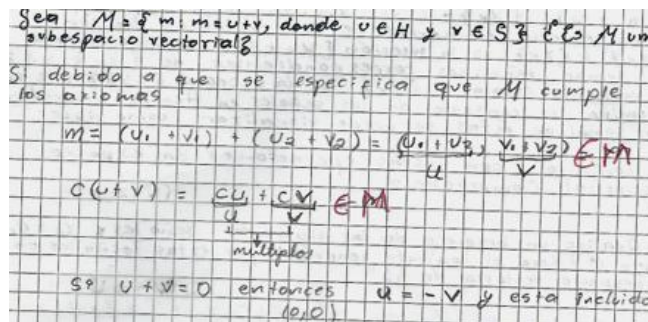 Sea M = { m: m = u+v, donde u ∈ H y v ∈ S} ¿Es M un
subespacio vectorial?
Si debido a que se especifica que M cumple
los axiomas
m = (u₁ + v₁) + (u₂ + v₂) = (u₁ + u₂, v₁ + v₂) ∈ M
u v
c(u+v) = cu + cv ∈ M
u v
múltiplos
Si u + v = 0 entonces u = -v y esta incluido
(0,0)